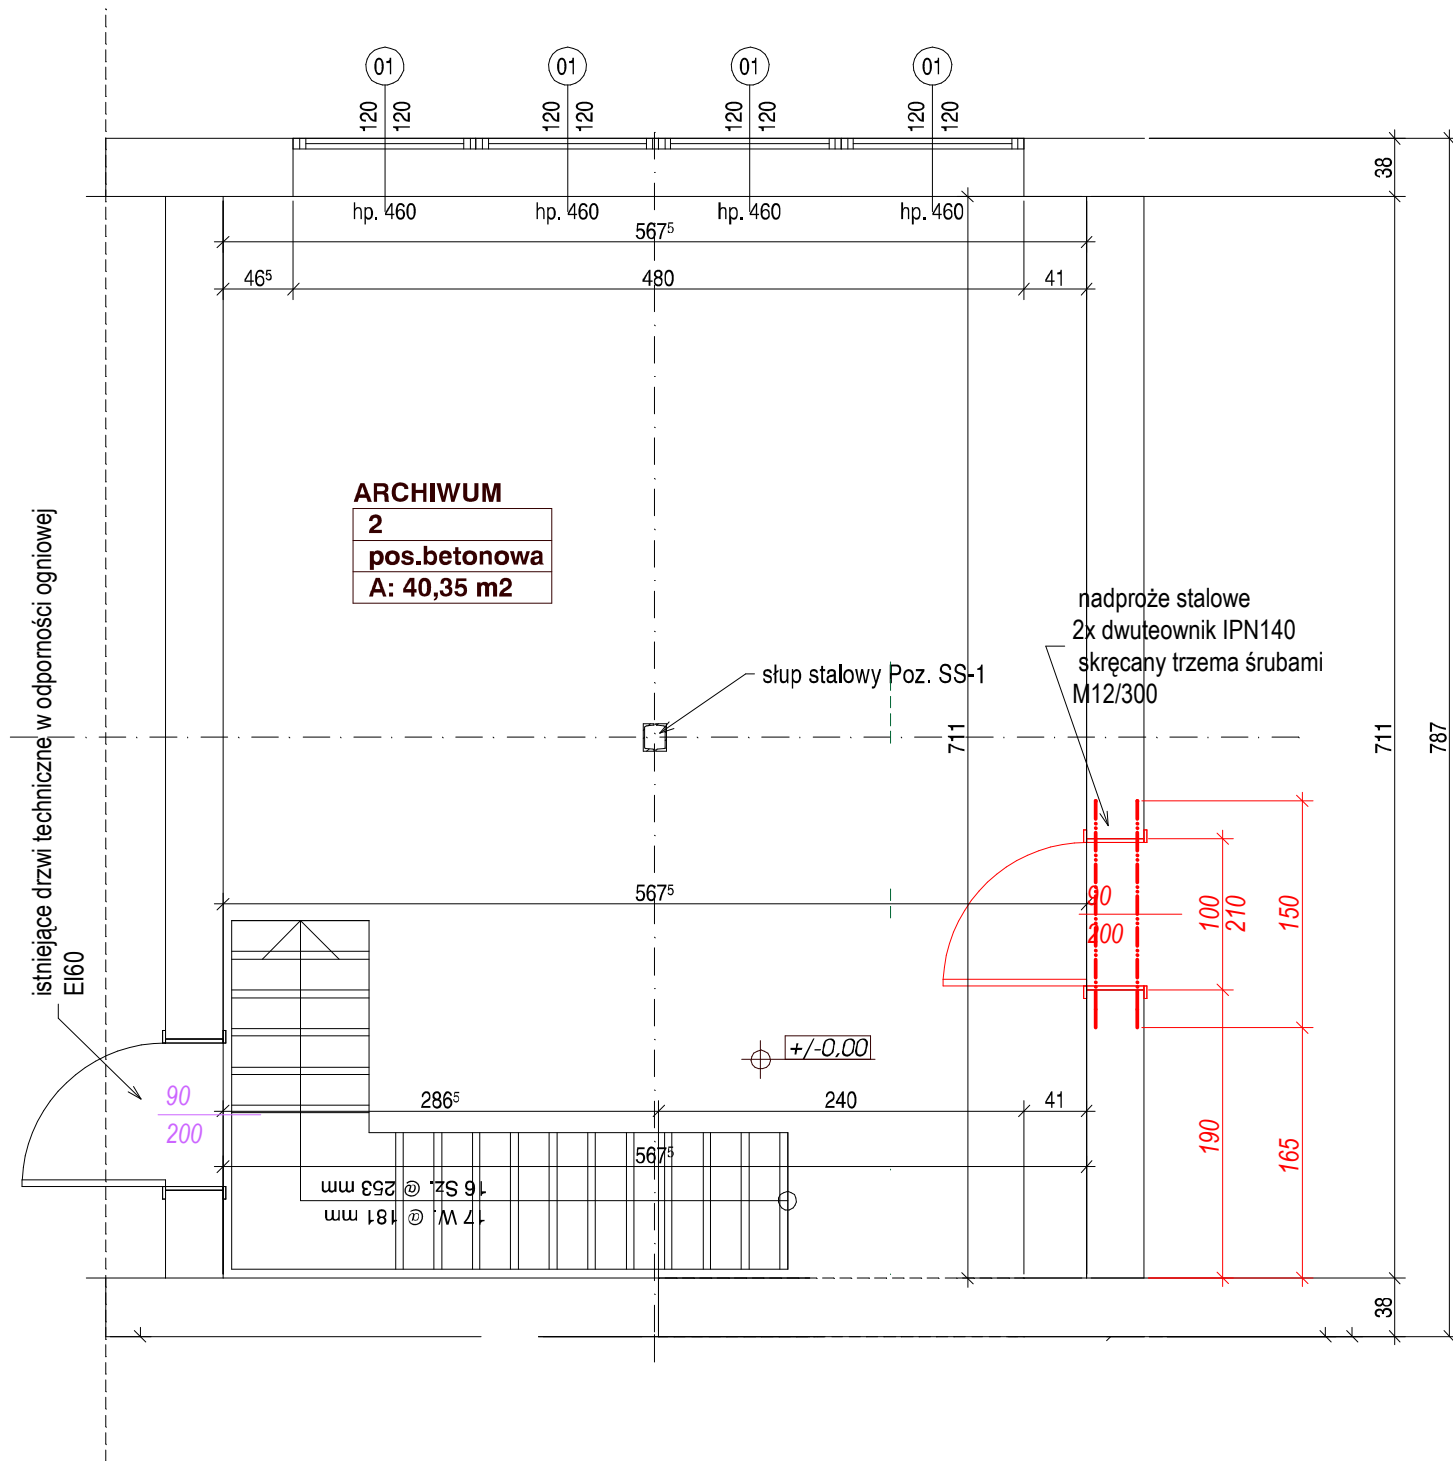 01 01 01 01
120 120 120 120 120 120 120 120
38
hp. 460 hp. 460 hp. 460 hp. 460
567⁵
46⁵ 480 41
ARCHIWUM
2
pos.betonowa
A: 40,35 m2
istniejące drzwi techniczne w odporności ogniowej
EI60
nadproże stalowe
2x dwuteownik IPN140
skręcany trzema śrubami
M12/300
słup stalowy Poz. SS-1
711 711 787
567⁵
90
200
100
210
150
+/-0,00
90
200
286⁵ 240 41
190 165
567⁵
16 Sz. @ 253 mm
17 W. @ 181 mm
38